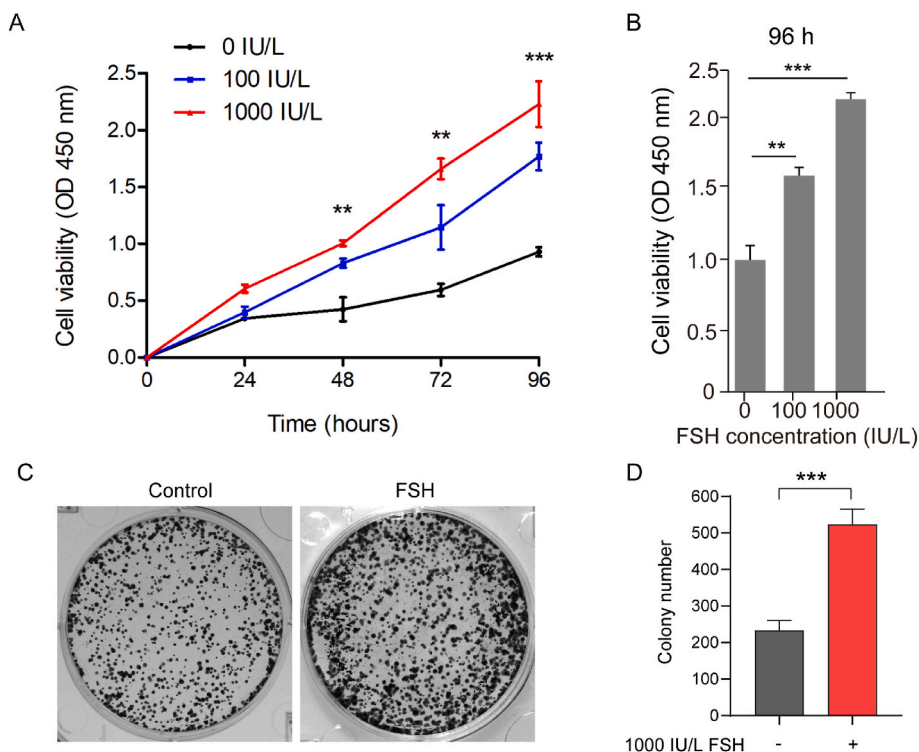 A
0 IU/L
100 IU/L
1000 IU/L
***
**
**
2.5
2.0
1.5
1.0
0.5
0.0
Cell viability (OD 450 nm)
0 24 48 72 96
Time (hours)
B
96 h
***
**
2.0
1.5
1.0
0.5
0
Cell viability (OD 450 nm)
0 100 1000
FSH concentration (IU/L)
C
Control FSH
D
***
600
500
400
300
200
100
0
Colony number
1000 IU/L FSH - +